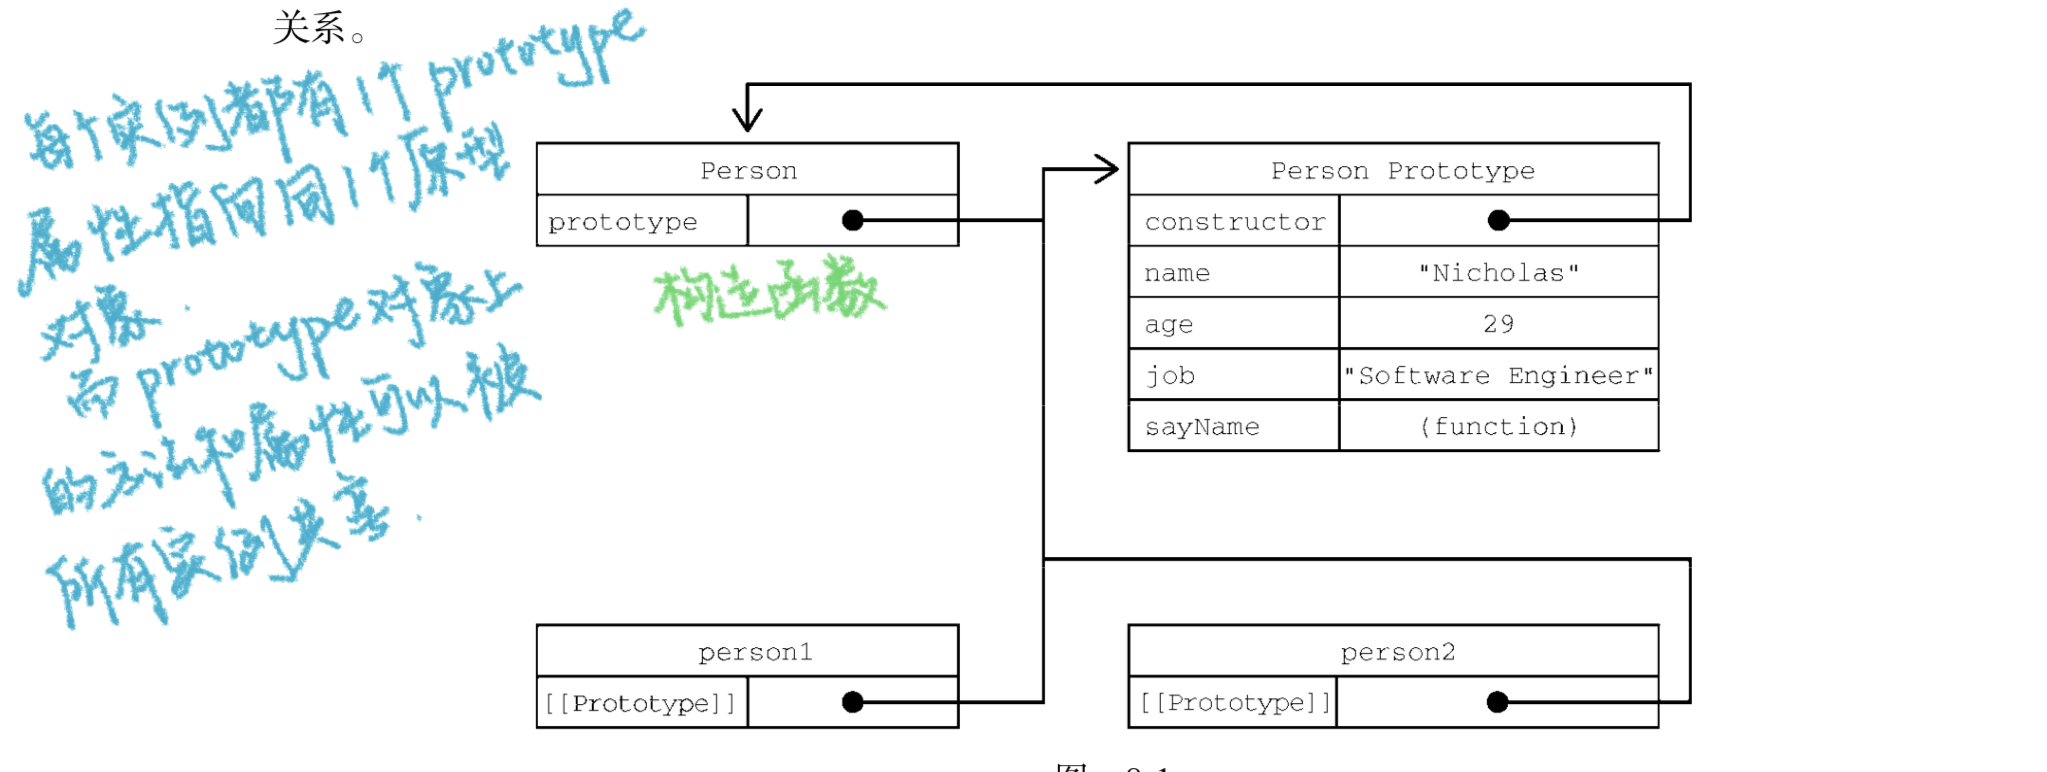 关系。
每个实例都有1个prototype
属性指向同1个原型
对象.
而prototype对象上
的方法和属性可以被
所有实例共享.
Person
prototype
构造函数
Person Prototype
constructor
name "Nicholas"
age 29
job "Software Engineer"
sayName (function)
person1
[[Prototype]]
person2
[[Prototype]]